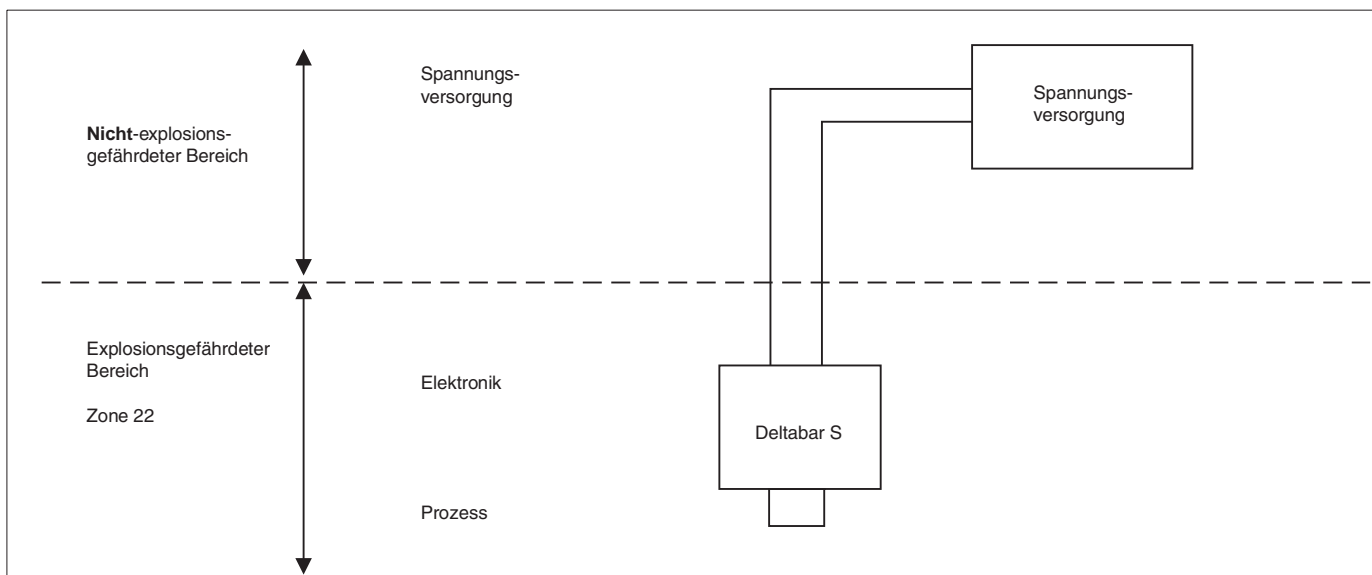 Spannungs-
versorgung
Spannungs-
versorgung
Nicht-explosions-
gefährdeter Bereich
Explosionsgefährdeter
Bereich
Zone 22
Elektronik
Deltabar S
Prozess